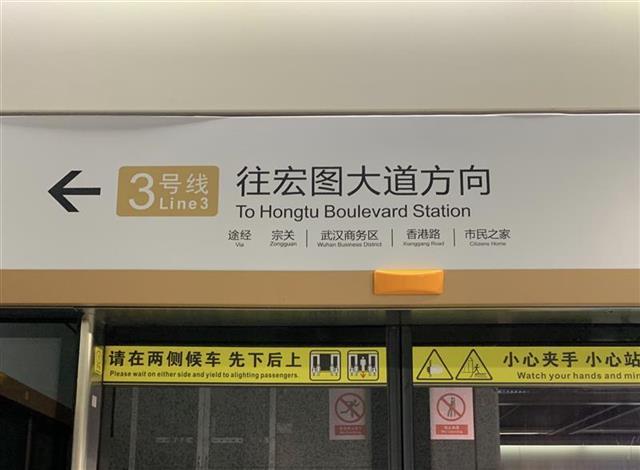 3号线
Line3
往宏图大道方向
To Hongtu Boulevard Station
途经 宗关 武汉商务区 香港路 市民之家
Via Zongguan Wuhan Business District Xianggang Road Citizens Home
请在两侧候车 先下后上
Please wait on either side and yield to alighting passengers.
小心夹手 小心站
Watch your hands and min